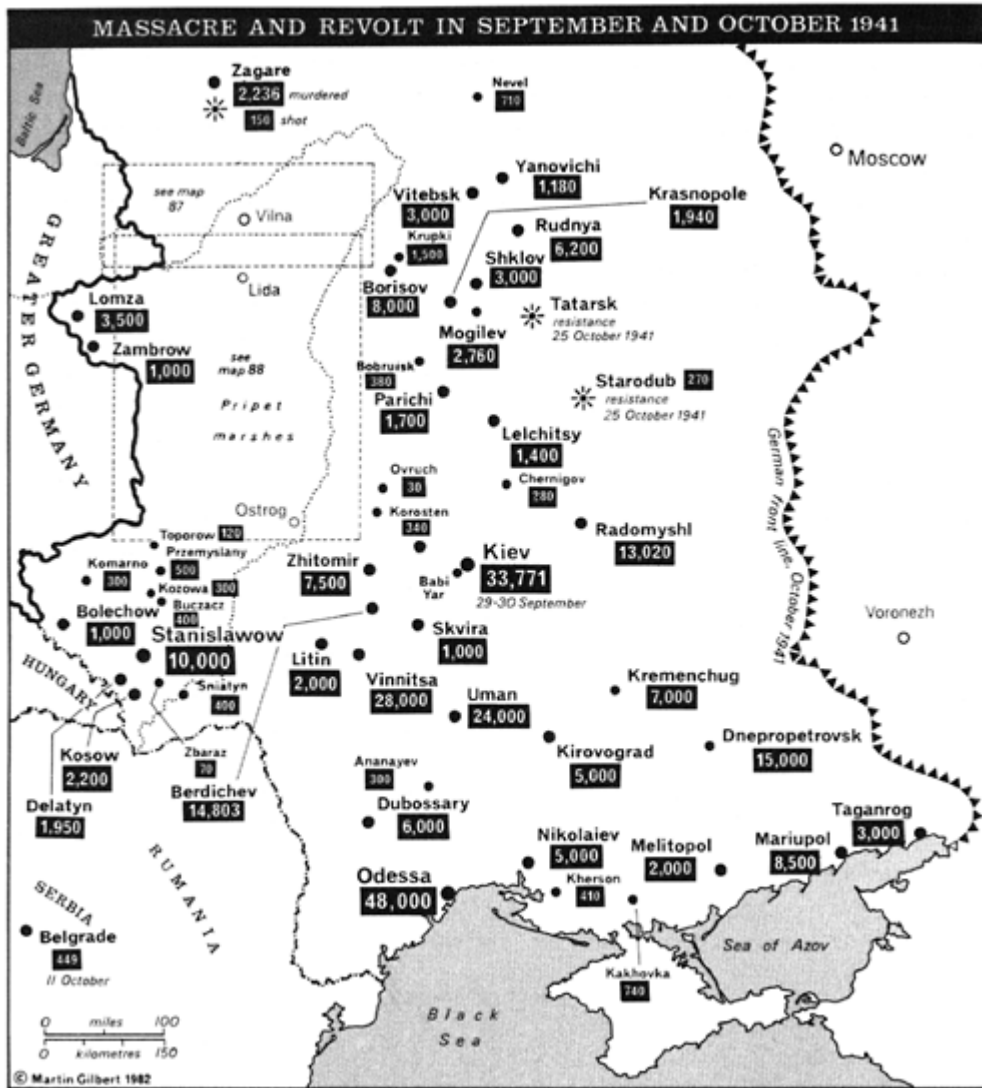 MASSACRE AND REVOLT IN SEPTEMBER AND OCTOBER 1941
Baltic Sea
Zagare
2,236 murdered
150 shot
Nevel
710
Moscow
see map
87
Vilna
Yanovichi
1,180
Vitebsk
3,000
Krasnopole
1,940
Rudnya
6,200
Krupki
1,500
Shklov
3,000
Borisov
8,000
GREATER GERMANY
Lida
Lomza
3,500
Zambrow
1,000
Tatarsk
resistance
25 October 1941
Mogilev
2,760
see
map 88
Pripet
marshes
Bobruisk
380
Starodub 270
resistance
25 October 1941
Parichi
1,700
Lelchitsy
1,400
German front line, October 1941
Ovruch
30
Chernigov
280
Ostrog
Korosten
340
Radomyshl
13,020
Toporow 120
Przemyslany
500
Komarno
300
Kozowa 300
Buczacz
400
Zhitomir
7,500
Kiev
33,771
29-30 September
Babi
Yar
Voronezh
Bolechow
1,000
Stanislawow
10,000
Skvira
1,000
Litin
2,000
Vinnitsa
28,000
HUNGARY
Sniatyn
400
Kremenchug
7,000
Uman
24,000
Kosow
2,200
Zbaraz
70
Kirovograd
5,000
Dnepropetrovsk
15,000
Delatyn
1,950
Berdichev
14,803
Ananayev
300
Dubossary
6,000
Taganrog
3,000
Mariupol
8,500
Nikolaiev
5,000
Melitopol
2,000
Kherson
410
RUMANIA
Odessa
48,000
SERBIA
Belgrade
449
11 October
Sea of Azov
Kakhovka
740
Black
Sea
0 miles 100
0 kilometres 150
© Martin Gilbert 1982